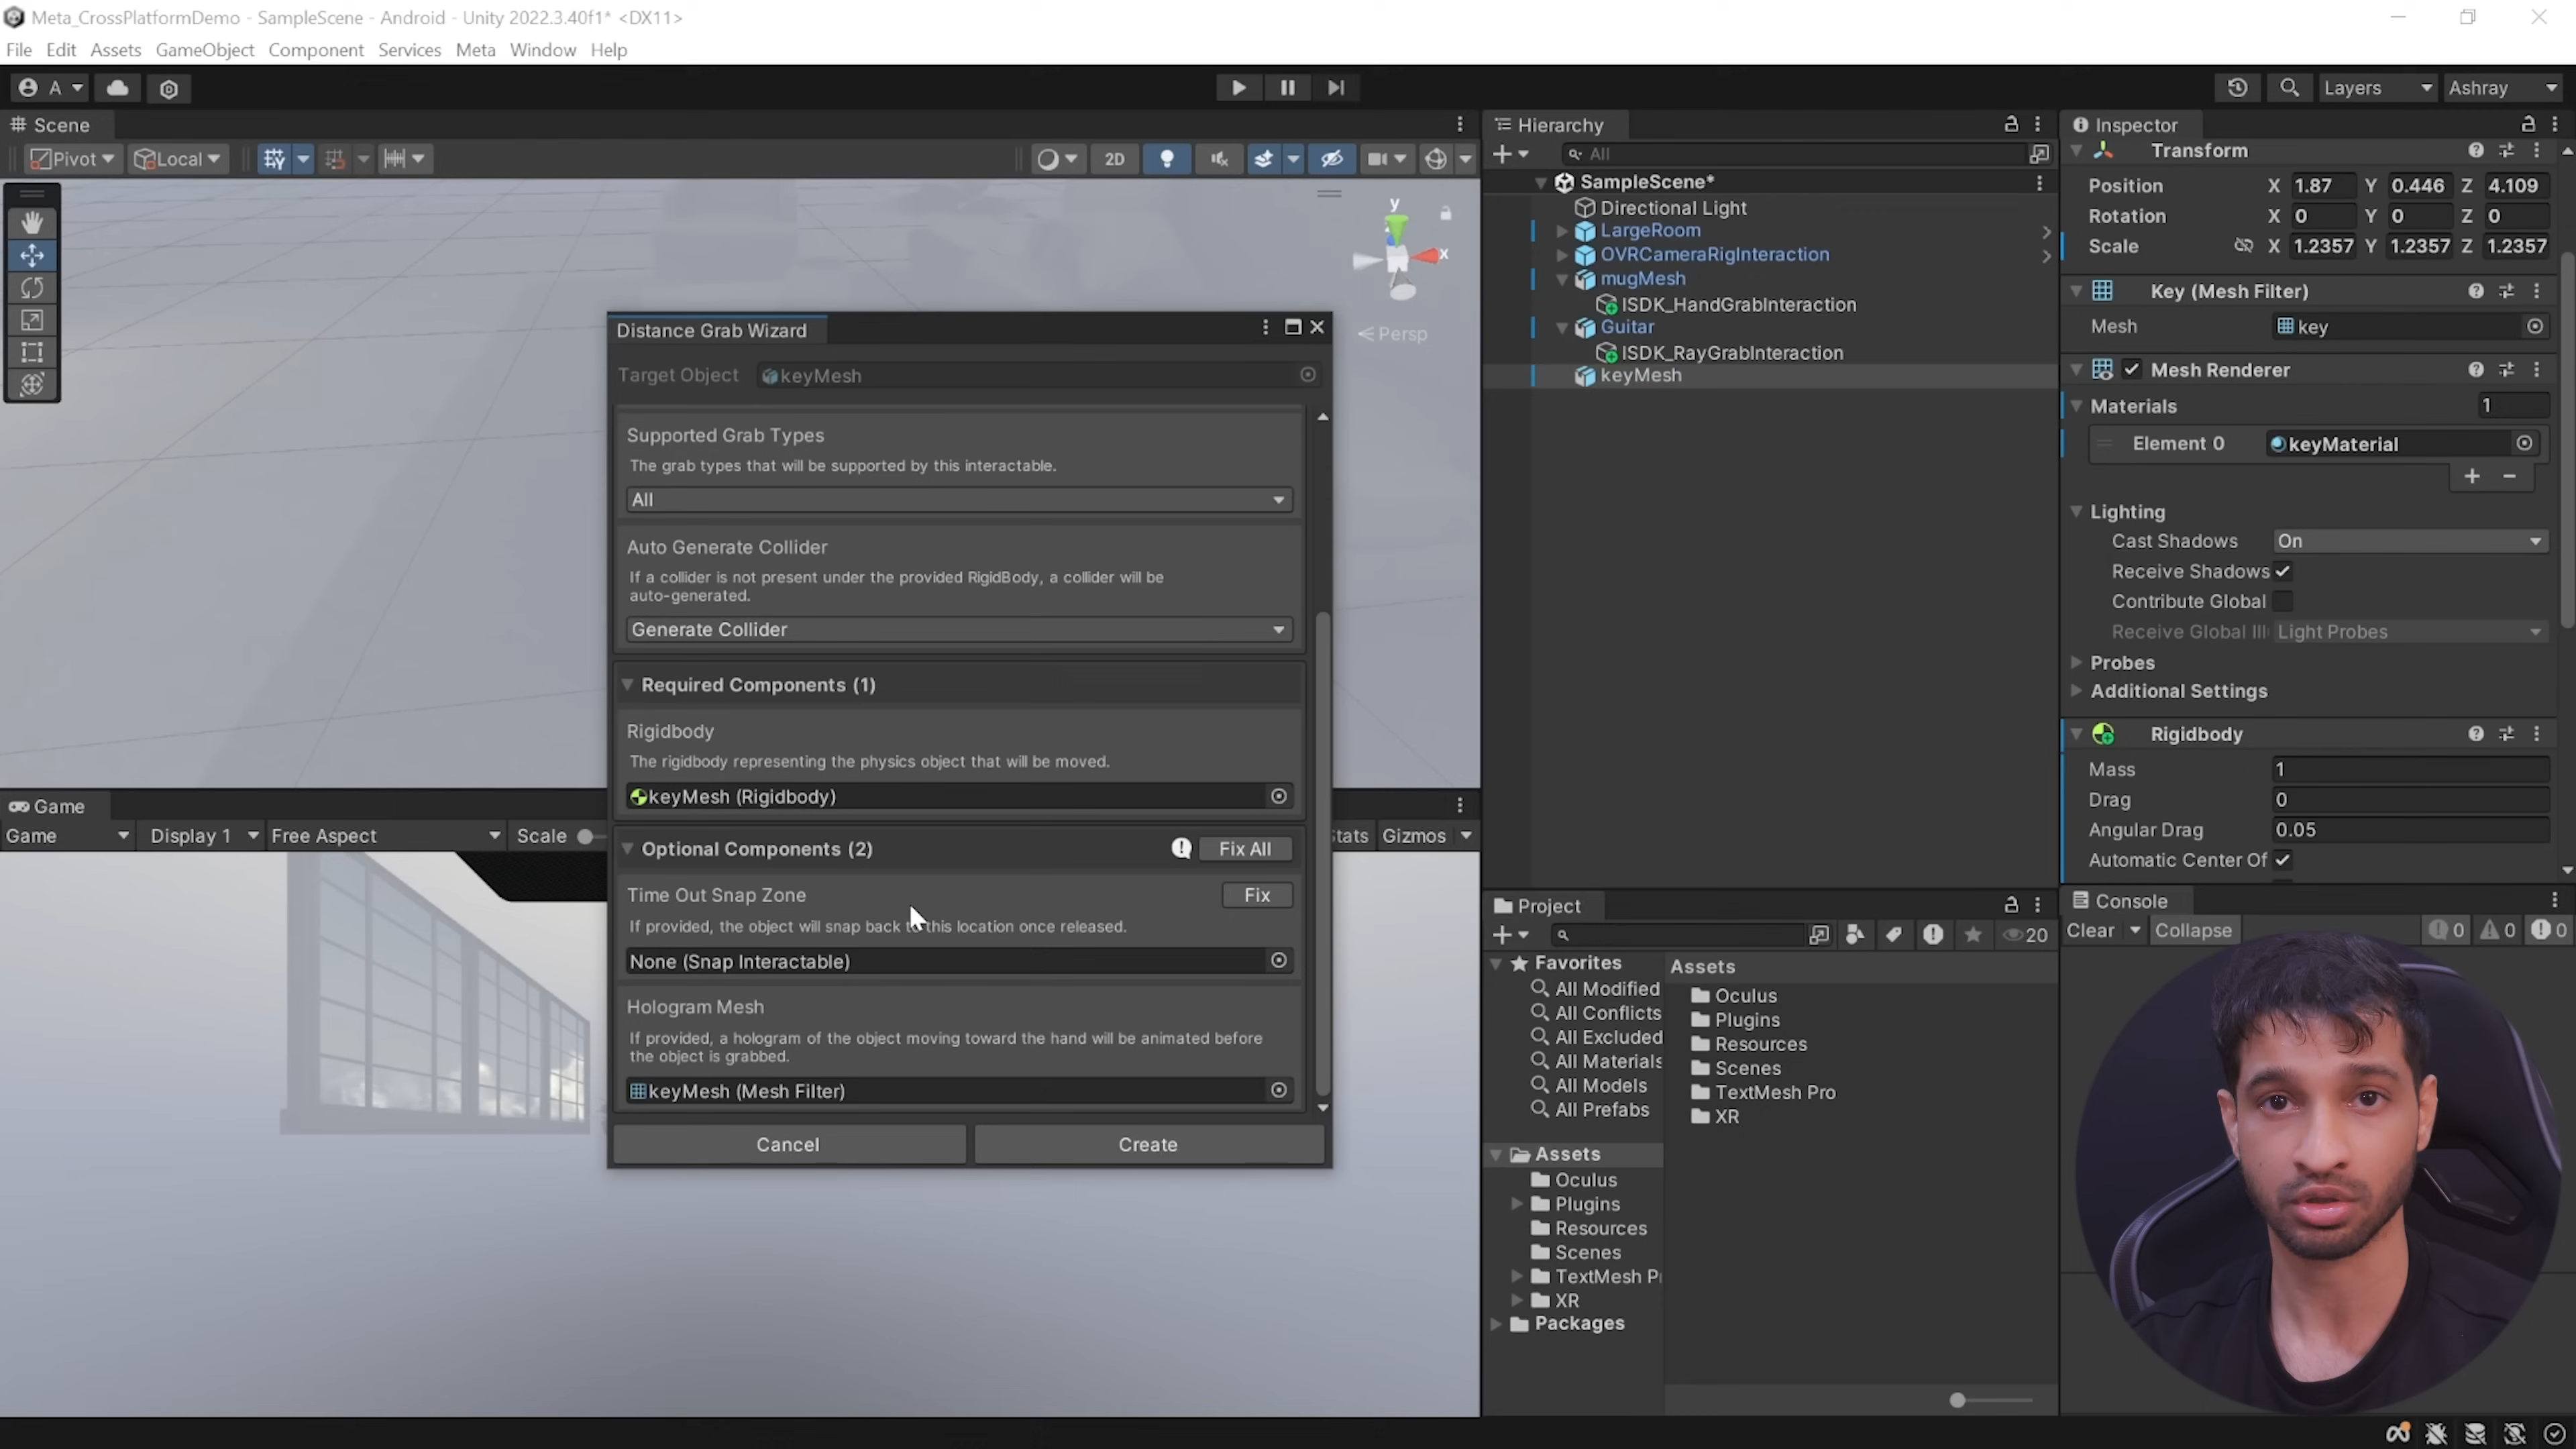 Meta_CrossPlatformDemo - SampleScene - Android - Unity 2022.3.40f1* <DX11>
File Edit Assets GameObject Component Services Meta Window Help
A Layers Ashray
Scene
Pivot Local 2D
y
x
Persp
Distance Grab Wizard
Target Object keyMesh
Supported Grab Types
The grab types that will be supported by this interactable.
All
Auto Generate Collider
If a collider is not present under the provided RigidBody, a collider will be
auto-generated.
Generate Collider
Required Components (1)
Rigidbody
The rigidbody representing the physics object that will be moved.
keyMesh (Rigidbody)
Optional Components (2) Fix All
Time Out Snap Zone Fix
If provided, the object will snap back to this location once released.
None (Snap Interactable)
Hologram Mesh
If provided, a hologram of the object moving toward the hand will be animated before
the object is grabbed.
keyMesh (Mesh Filter)
Cancel Create
Game
Game Display 1 Free Aspect Scale tats Gizmos
Hierarchy
All
SampleScene*
Directional Light
LargeRoom
OVRCameraRigInteraction
mugMesh
ISDK_HandGrabInteraction
Guitar
ISDK_RayGrabInteraction
keyMesh
Inspector
Transform
Position X 1.87 Y 0.446 Z 4.109
Rotation X 0 Y 0 Z 0
Scale X 1.2357 Y 1.2357 Z 1.2357
Key (Mesh Filter)
Mesh key
Mesh Renderer
Materials 1
Element 0 keyMaterial
Lighting
Cast Shadows On
Receive Shadows
Contribute Global
Receive Global Ill Light Probes
Probes
Additional Settings
Rigidbody
Mass 1
Drag 0
Angular Drag 0.05
Automatic Center Of
Project
20
Favorites
All Modified
All Conflicts
All Excluded
All Materials
All Models
All Prefabs
Assets
Oculus
Plugins
Resources
Scenes
TextMesh P
XR
Packages
Assets
Oculus
Plugins
Resources
Scenes
TextMesh Pro
XR
Console
Clear Collapse 0 0 0